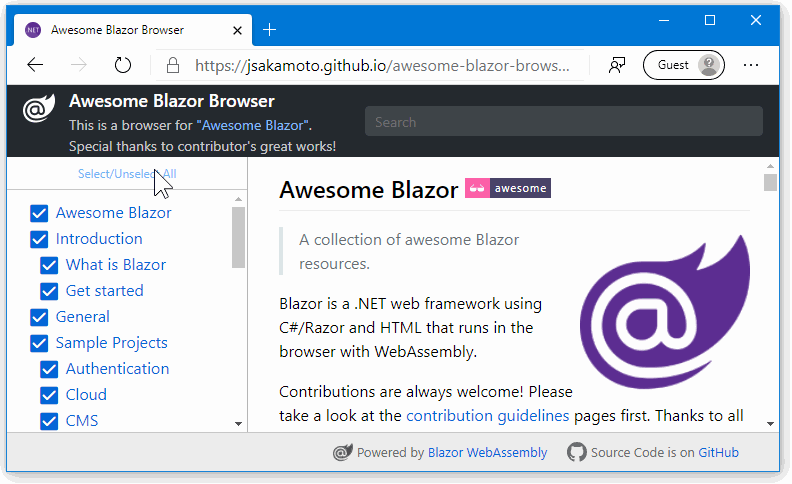 .NET
Awesome Blazor Browser
https://jsakamoto.github.io/awesome-blazor-brows...
Guest
Awesome Blazor Browser
This is a browser for "Awesome Blazor".
Special thanks to contributor's great works!
Search
Select/Unselect All
Awesome Blazor
Introduction
What is Blazor
Get started
General
Sample Projects
Authentication
Cloud
CMS
Awesome Blazor
awesome
A collection of awesome Blazor
resources.
Blazor is a .NET web framework using
C#/Razor and HTML that runs in the
browser with WebAssembly.
Contributions are always welcome! Please
take a look at the contribution guidelines pages first. Thanks to all
Powered by Blazor WebAssembly
Source Code is on GitHub